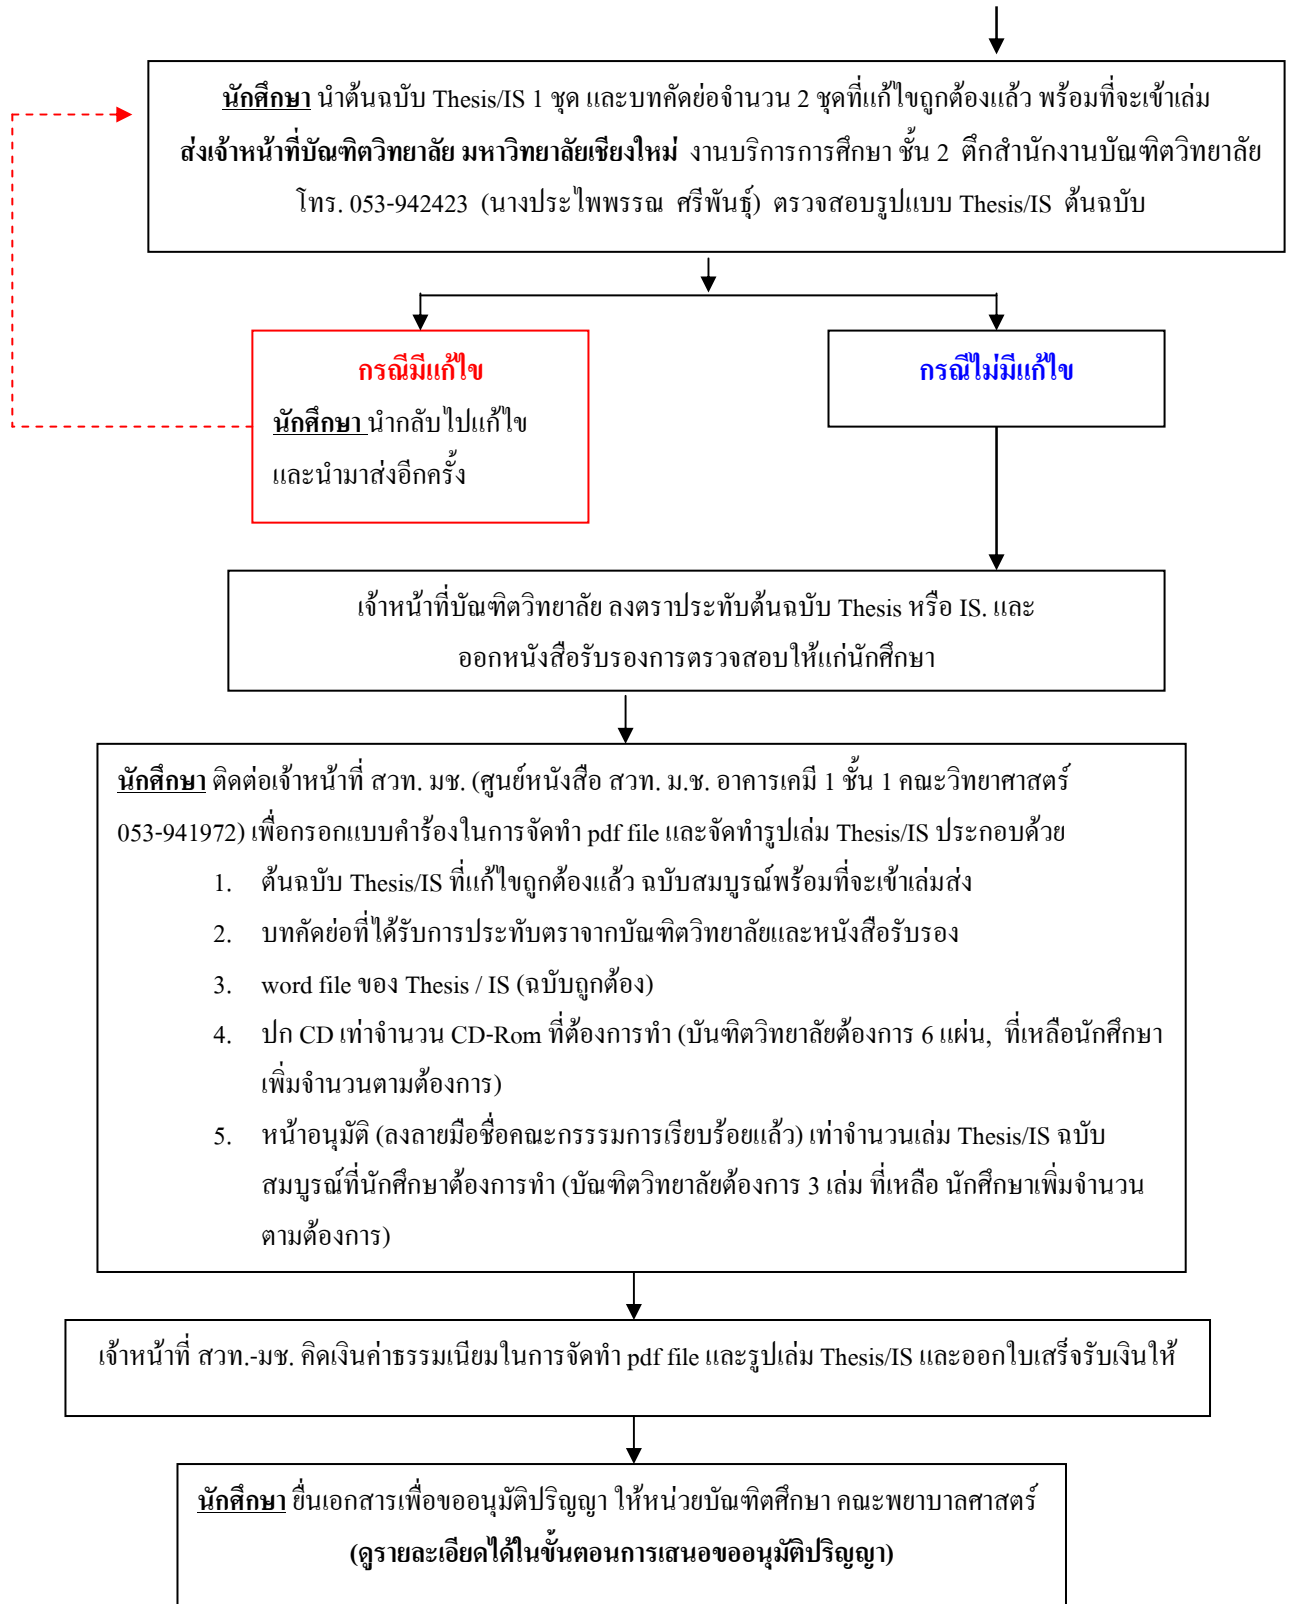 นักศึกษา นำต้นฉบับ Thesis/IS 1 ชุด และบทคัดย่อจำนวน 2 ชุดที่แก้ไขถูกต้องแล้ว พร้อมที่จะเข้าเล่ม
ส่งเจ้าหน้าที่บัณฑิตวิทยาลัย มหาวิทยาลัยเชียงใหม่ งานบริการการศึกษา ชั้น 2 ตึกสำนักงานบัณฑิตวิทยาลัย
โทร. 053-942423 (นางประไพพรรณ ศรีพันธุ์) ตรวจสอบรูปแบบ Thesis/IS ต้นฉบับ
กรณีมีแก้ไข
นักศึกษา นำกลับไปแก้ไข
และนำมาส่งอีกครั้ง
กรณีไม่มีแก้ไข
เจ้าหน้าที่บัณฑิตวิทยาลัย ลงตราประทับต้นฉบับ Thesis หรือ IS. และ
ออกหนังสือรับรองการตรวจสอบให้แก่นักศึกษา
นักศึกษา ติดต่อเจ้าหน้าที่ สวท. มช. (ศูนย์หนังสือ สวท. ม.ช. อาคารเคมี 1 ชั้น 1 คณะวิทยาศาสตร์
053-941972) เพื่อกรอกแบบคำร้องในการจัดทำ pdf file และจัดทำรูปเล่ม Thesis/IS ประกอบด้วย
1. ต้นฉบับ Thesis/IS ที่แก้ไขถูกต้องแล้ว ฉบับสมบูรณ์พร้อมที่จะเข้าเล่มส่ง
2. บทคัดย่อที่ได้รับการประทับตราจากบัณฑิตวิทยาลัยและหนังสือรับรอง
3. word file ของ Thesis / IS (ฉบับถูกต้อง)
4. ปก CD เท่าจำนวน CD-Rom ที่ต้องการทำ (บันฑิตวิทยาลัยต้องการ 6 แผ่น, ที่เหลือนักศึกษา
เพิ่มจำนวนตามต้องการ)
5. หน้าอนุมัติ (ลงลายมือชื่อคณะกรรรมการเรียบร้อยแล้ว) เท่าจำนวนเล่ม Thesis/IS ฉบับ
สมบูรณ์ที่นักศึกษาต้องการทำ (บัณฑิตวิทยาลัยต้องการ 3 เล่ม ที่เหลือ นักศึกษาเพิ่มจำนวน
ตามต้องการ)
เจ้าหน้าที่ สวท.-มช. คิดเงินค่าธรรมเนียมในการจัดทำ pdf file และรูปเล่ม Thesis/IS และออกใบเสร็จรับเงินให้
นักศึกษา ยื่นเอกสารเพื่อขออนุมัติปริญญา ให้หน่วยบัณฑิตศึกษา คณะพยาบาลศาสตร์
(ดูรายละเอียดได้ในขั้นตอนการเสนอขออนุมัติปริญญา)